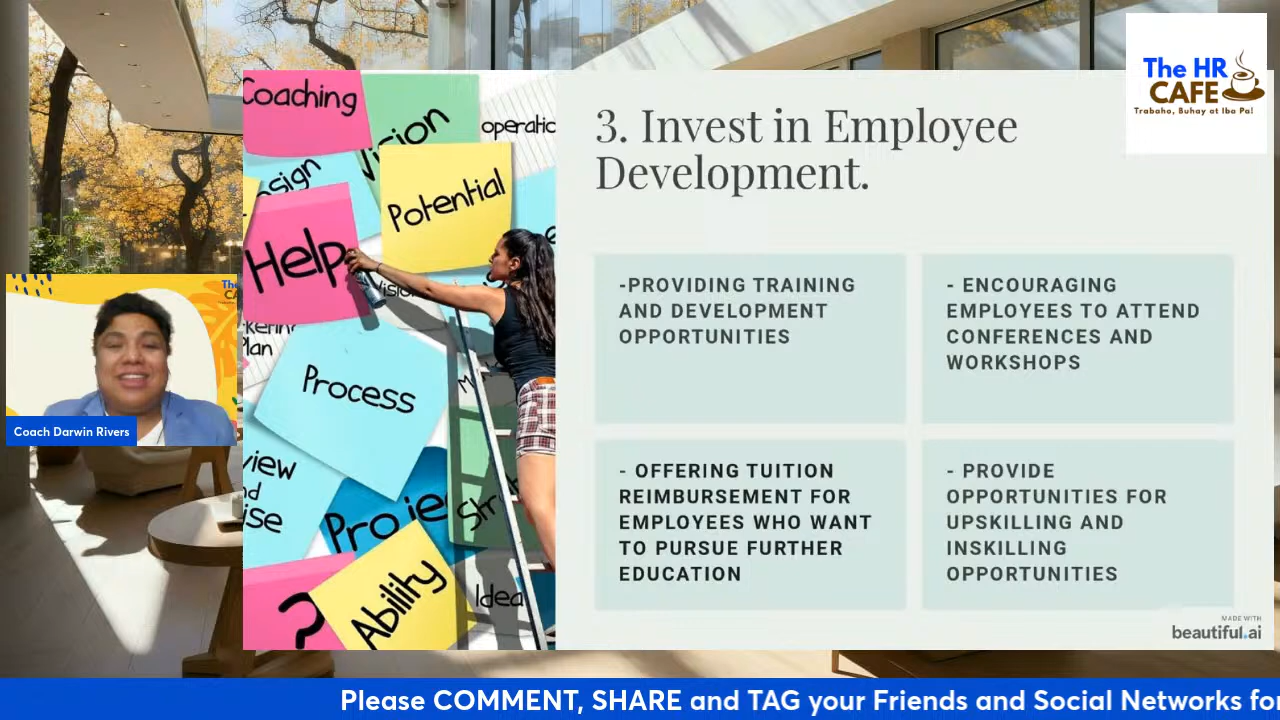 The HR
CAFE
Trabaho, Buhay at Iba Pa!
3. Invest in Employee
Development.
-PROVIDING TRAINING
AND DEVELOPMENT
OPPORTUNITIES
- ENCOURAGING
EMPLOYEES TO ATTEND
CONFERENCES AND
WORKSHOPS
- OFFERING TUITION
REIMBURSEMENT FOR
EMPLOYEES WHO WANT
TO PURSUE FURTHER
EDUCATION
- PROVIDE
OPPORTUNITIES FOR
UPSKILLING AND
INSKILLING
OPPORTUNITIES
MADE WITH
beautiful.ai
Coaching
Vision
Potential
Help
Process
Plan
Ability
Idea
?
Coach Darwin Rivers
Please COMMENT, SHARE and TAG your Friends and Social Networks